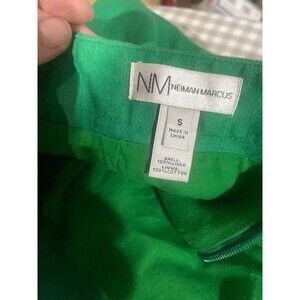 NM NEIMAN MARCUS
S
MADE IN
CHINA
SHELL:
100% LINEN
LINING:
100% COTTON